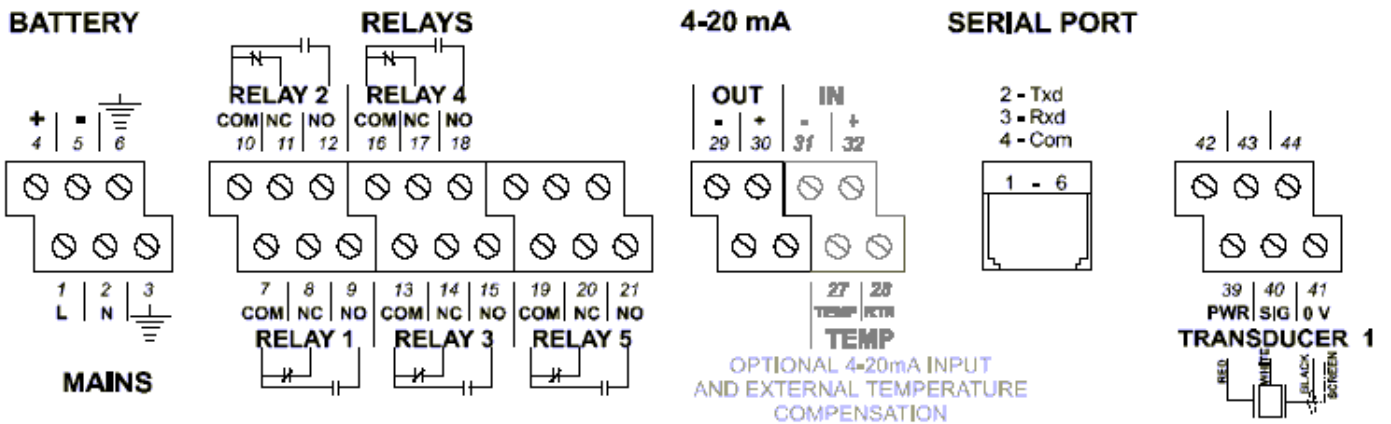 BATTERY RELAYS 4-20 mA SERIAL PORT
RELAY 2 RELAY 4 OUT IN 2 - Txd
+ - COM NC NO COM NC NO - + - + 3 - Rxd
4 5 6 10 11 12 16 17 18 29 30 31 32 4 - Com 42 43 44
1 - 6
1 2 3 7 8 9 13 14 15 19 20 21 27 28 39 40 41
L N COM NC NO COM NC NO COM NC NO TEMP RTN PWR SIG 0 V
RELAY 1 RELAY 3 RELAY 5 TEMP TRANSDUCER 1
MAINS
OPTIONAL 4-20mA INPUT
AND EXTERNAL TEMPERATURE
COMPENSATION
RED WHITE BLACK SCREEN